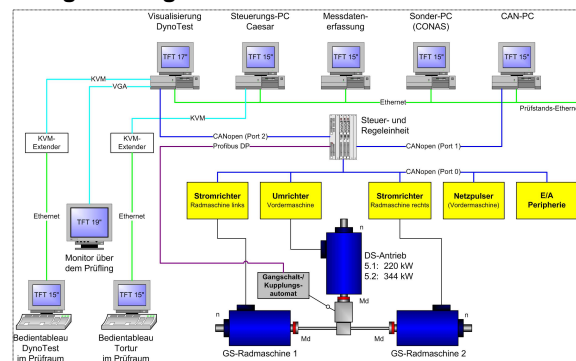 Visualisierung
DynoTest
Steuerungs-PC
Caesar
Messdaten-
erfassung
Sonder-PC
(CONAS)
CAN-PC
TFT 17"
TFT 15"
TFT 15"
TFT 15"
TFT 15"
KVM
VGA
KVM
Ethernet
Prüfstands-Ethern
KVM-
Extender
KVM-
Extender
CANopen (Port 2)
Profibus DP
Steuer- und
Regeleinheit
CANopen (Port 1)
CANopen (Port 0)
Stromrichter
Radmaschine links
Umrichter
Vordermaschine
Stromrichter
Radmaschine rechts
Netzpulser
(Vordermaschine)
E/A
Peripherie
Ethernet
Ethernet
TFT 19"
Monitor über
dem Prüfling
n
DS-Antrieb
5.1: 220 kW
5.2: 344 kW
Gangschalt-/
Kupplungs-
automat
Md
TFT 15"
TFT 15"
n
Md
Md
n
Bedientableau
DynoTest
im Prüfraum
Bedientableau
Tortur
im Prüfraum
GS-Radmaschine 1
GS-Radmaschine 2